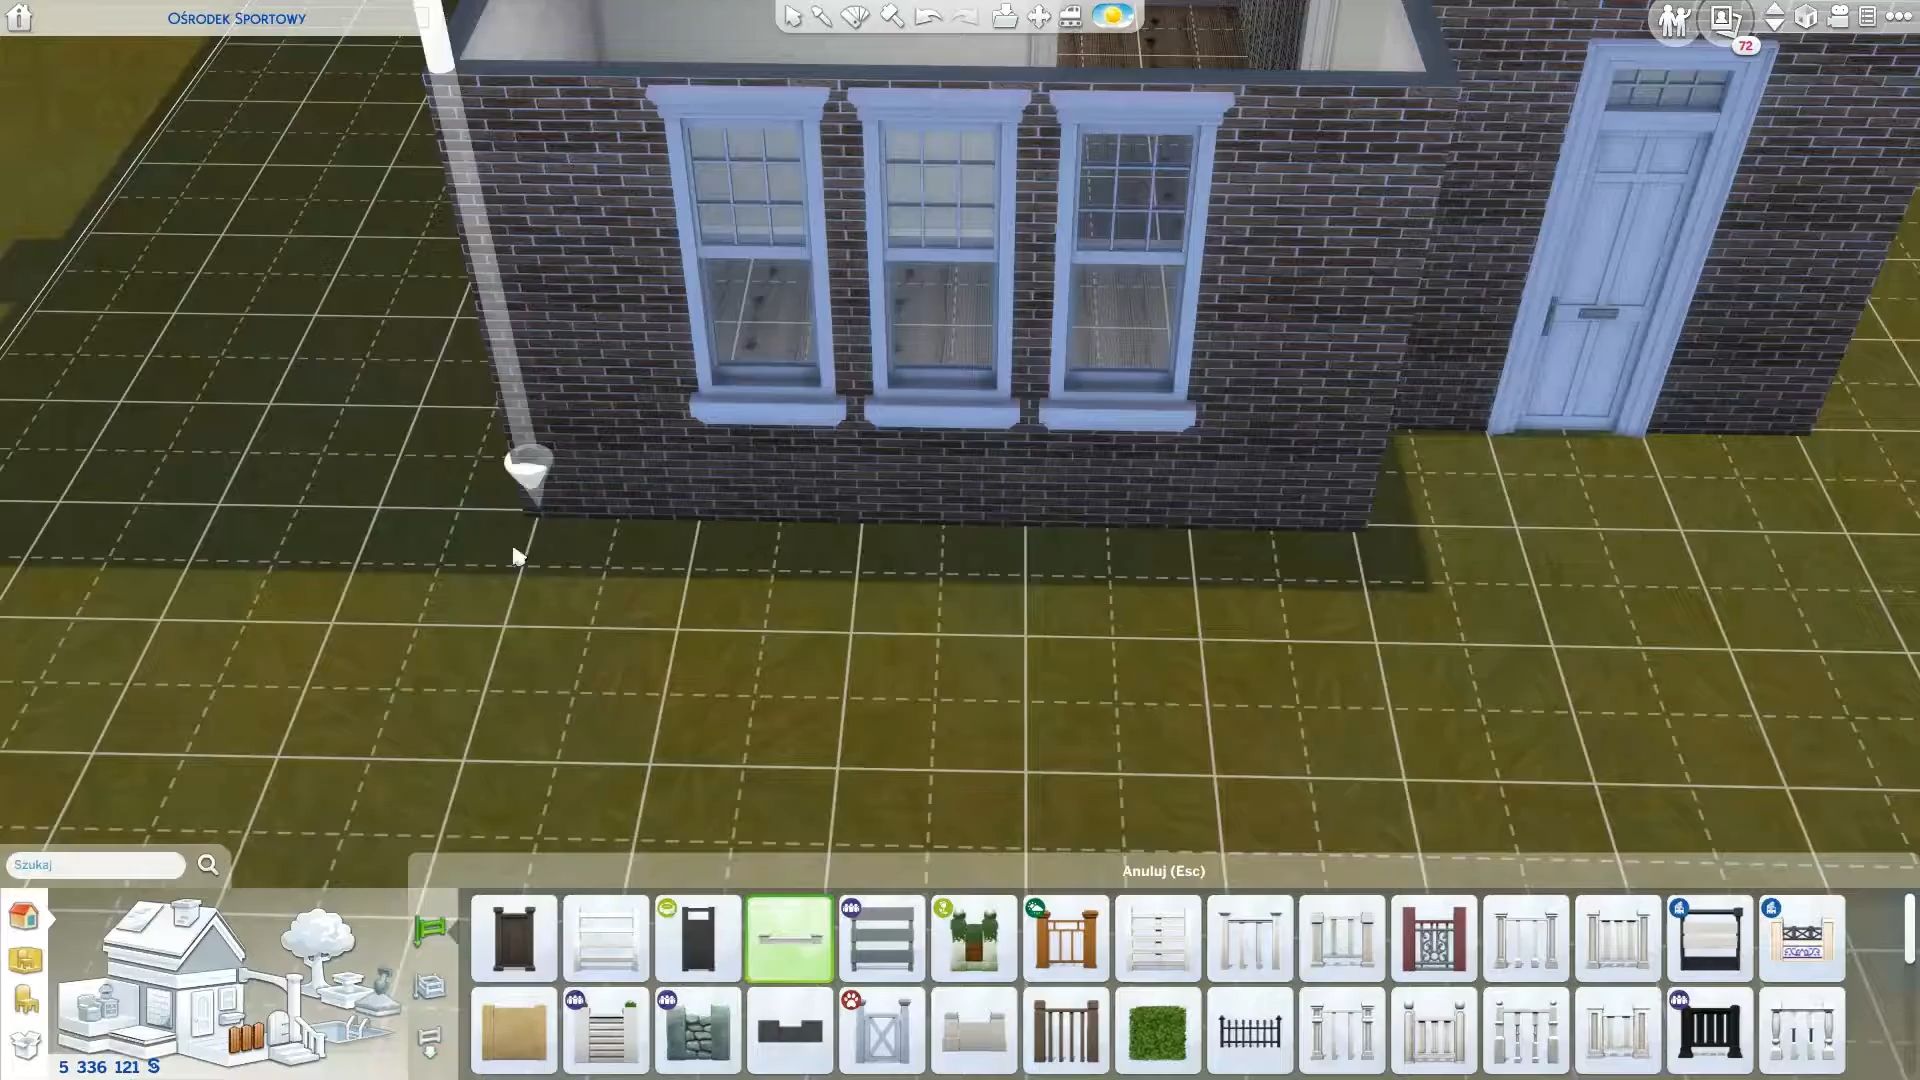 Ośrodek Sportowy
72
Szukaj
Anuluj (Esc)
5 336 121 §